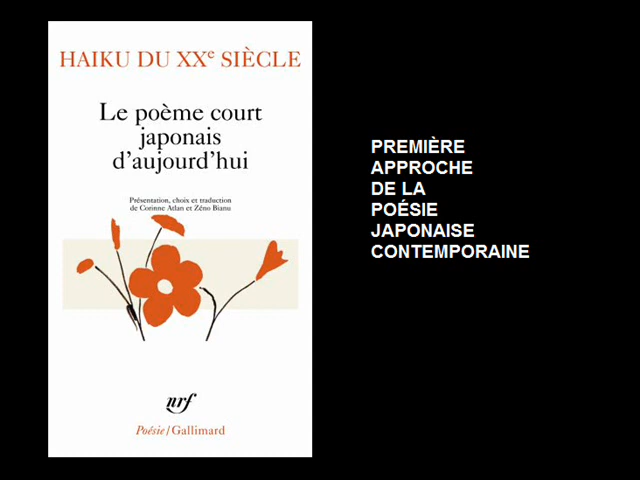 HAIKU DU XXe SIÈCLE
Le poème court
japonais
d'aujourd'hui
Présentation, choix et traduction
de Corinne Atlan et Zéno Bianu
nrf
Poésie/Gallimard
PREMIÈRE
APPROCHE
DE LA
POÉSIE
JAPONAISE
CONTEMPORAINE